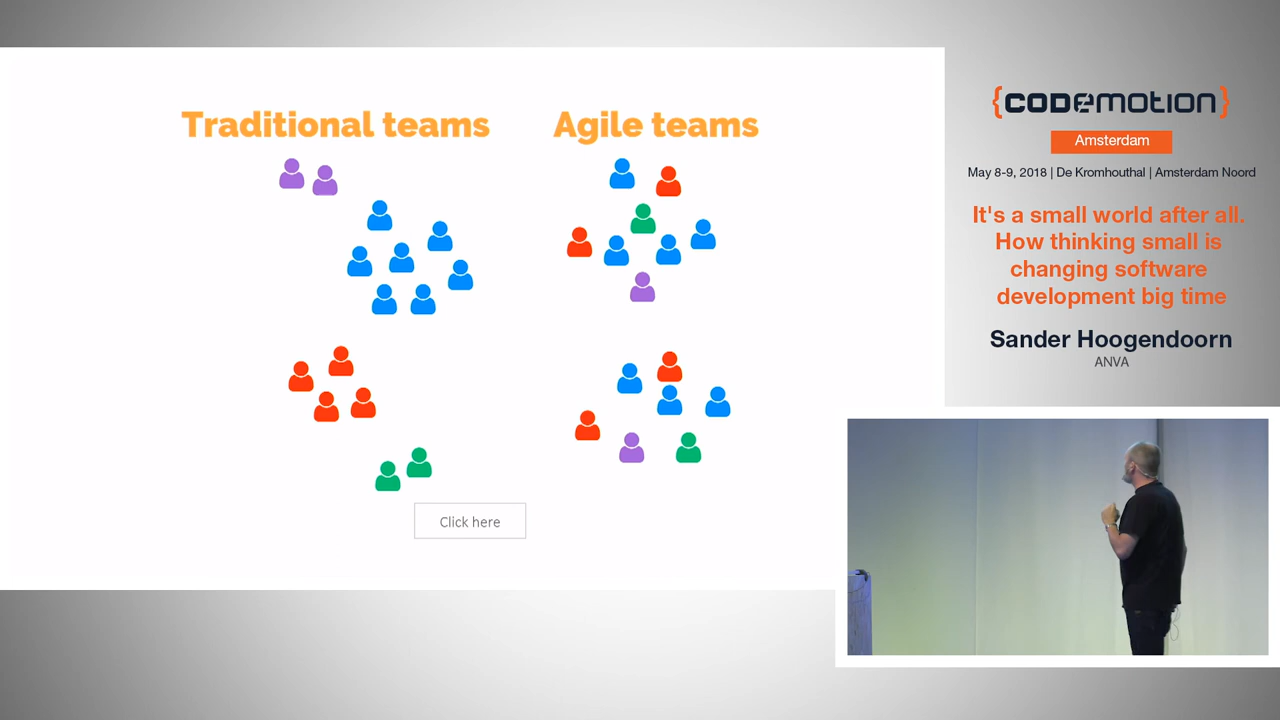 Traditional teams
Agile teams
Click here
{CODEMOTION}
Amsterdam
May 8-9, 2018 | De Kromhouthal | Amsterdam Noord
It's a small world after all.
How thinking small is
changing software
development big time
Sander Hoogendoorn
ANVA